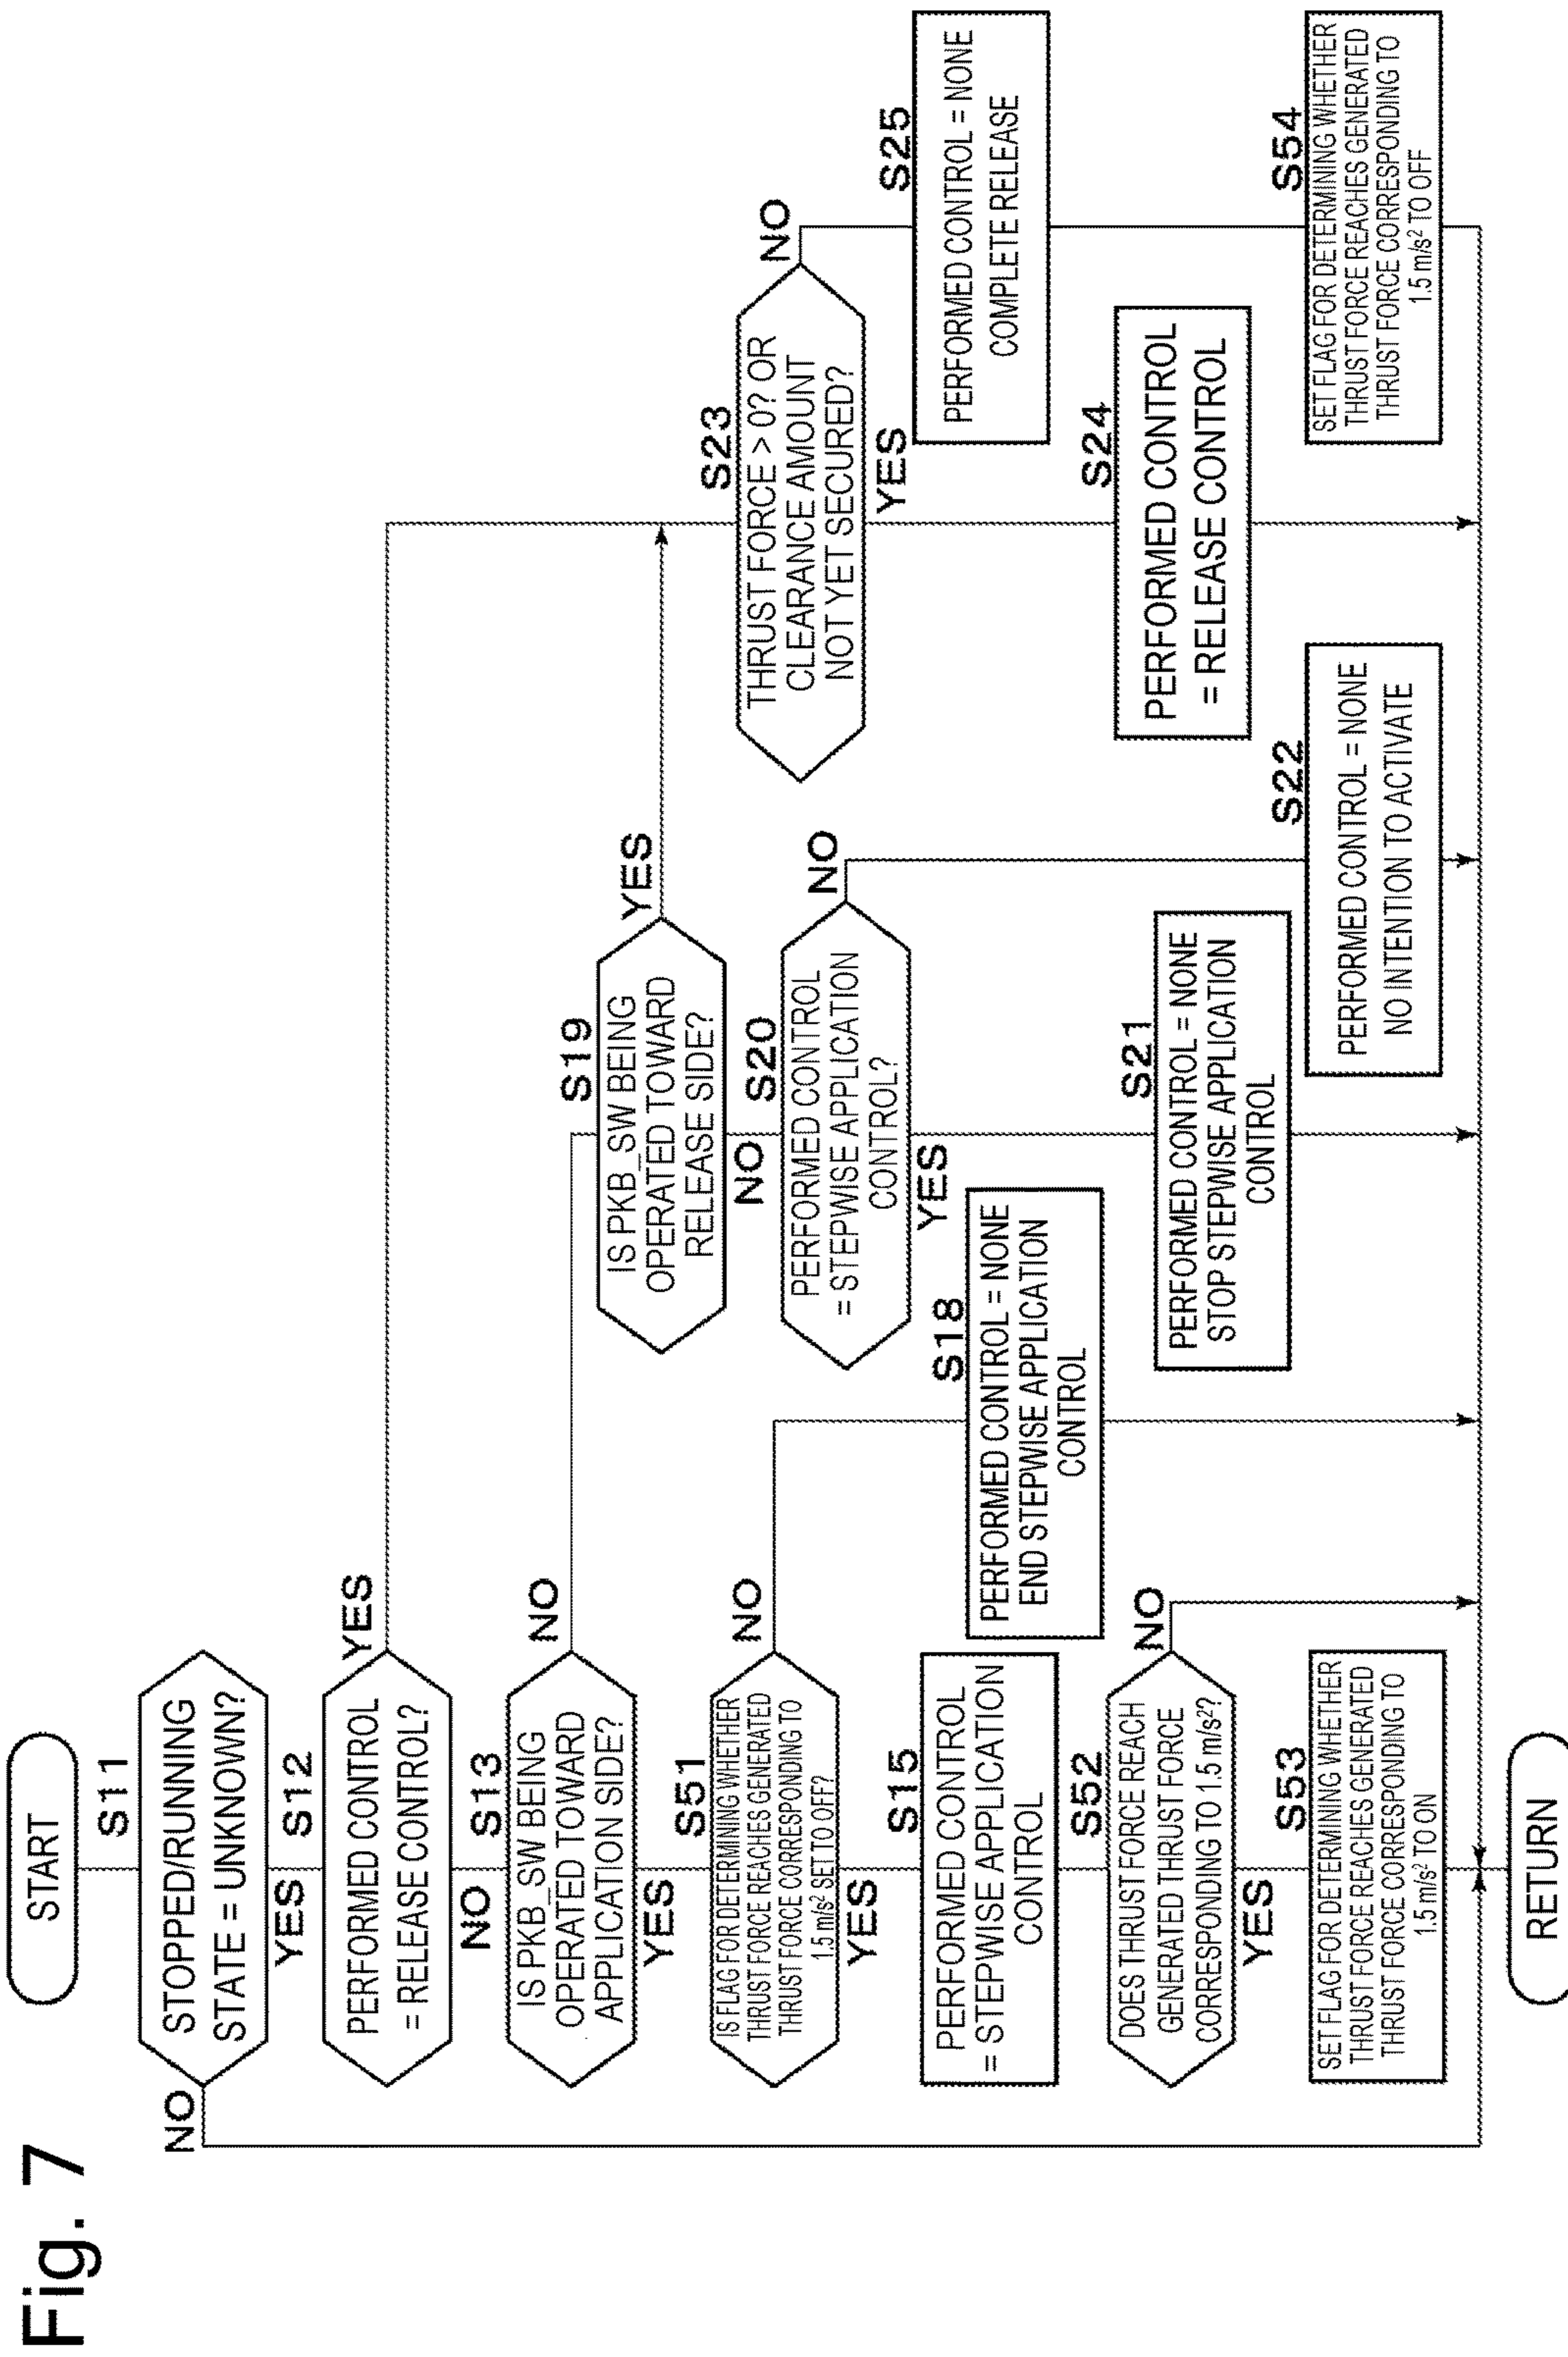 Fig. 7
START
S11
STOPPED/RUNNING
STATE = UNKNOWN?
NO
YES
S12
PERFORMED CONTROL
= RELEASE CONTROL?
YES
NO
S13
IS PKB_SW BEING
OPERATED TOWARD
APPLICATION SIDE?
NO
YES
S51
IS FLAG FOR DETERMINING WHETHER
THRUST FORCE REACHES GENERATED
THRUST FORCE CORRESPONDING TO
1.5 m/s² SET TO OFF?
NO
YES
S15
PERFORMED CONTROL
= STEPWISE APPLICATION
CONTROL
S52
DOES THRUST FORCE REACH
GENERATED THRUST FORCE
CORRESPONDING TO 1.5 m/s²?
NO
YES
S53
SET FLAG FOR DETERMINING WHETHER
THRUST FORCE REACHES GENERATED
THRUST FORCE CORRESPONDING TO
1.5 m/s² TO ON
S18
PERFORMED CONTROL = NONE
END STEPWISE APPLICATION
CONTROL
S19
IS PKB_SW BEING
OPERATED TOWARD
RELEASE SIDE?
YES
NO
S20
PERFORMED CONTROL
= STEPWISE APPLICATION
CONTROL?
NO
YES
S21
PERFORMED CONTROL = NONE
STOP STEPWISE APPLICATION
CONTROL
S22
PERFORMED CONTROL = NONE
NO INTENTION TO ACTIVATE
S23
THRUST FORCE > 0? OR
CLEARANCE AMOUNT
NOT YET SECURED?
NO
YES
S24
PERFORMED CONTROL
= RELEASE CONTROL
S25
PERFORMED CONTROL = NONE
COMPLETE RELEASE
S54
SET FLAG FOR DETERMINING WHETHER
THRUST FORCE REACHES GENERATED
THRUST FORCE CORRESPONDING TO
1.5 m/s² TO OFF
RETURN